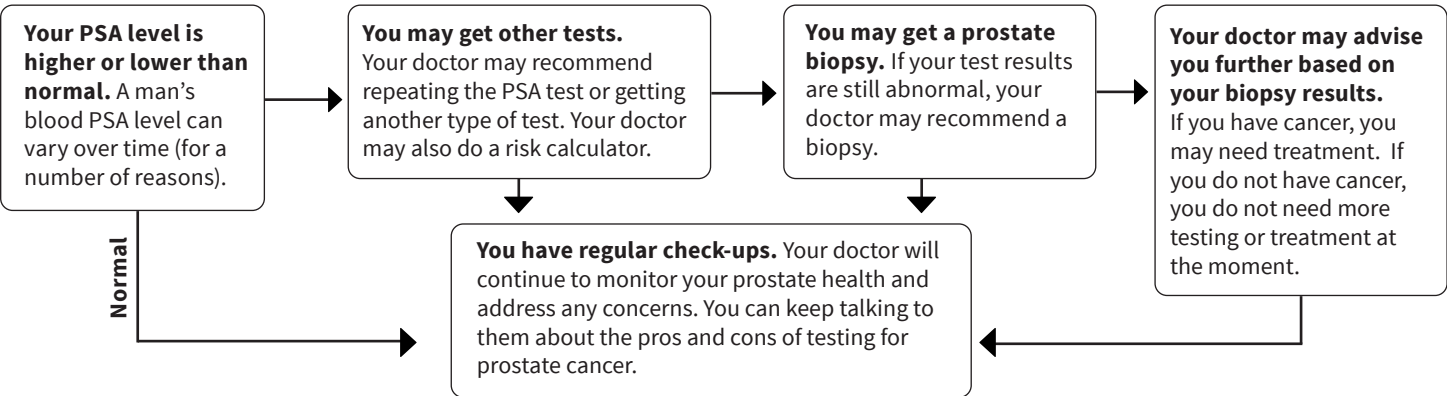 Your PSA level is
higher or lower than
normal. A man’s
blood PSA level can
vary over time (for a
number of reasons).
You may get other tests.
Your doctor may recommend
repeating the PSA test or getting
another type of test. Your doctor
may also do a risk calculator.
You may get a prostate
biopsy. If your test results
are still abnormal, your
doctor may recommend a
biopsy.
Your doctor may advise
you further based on
your biopsy results.
If you have cancer, you
may need treatment.  If
you do not have cancer,
you do not need more
testing or treatment at
the moment.
Normal
You have regular check-ups. Your doctor will
continue to monitor your prostate health and
address any concerns. You can keep talking to
them about the pros and cons of testing for
prostate cancer.